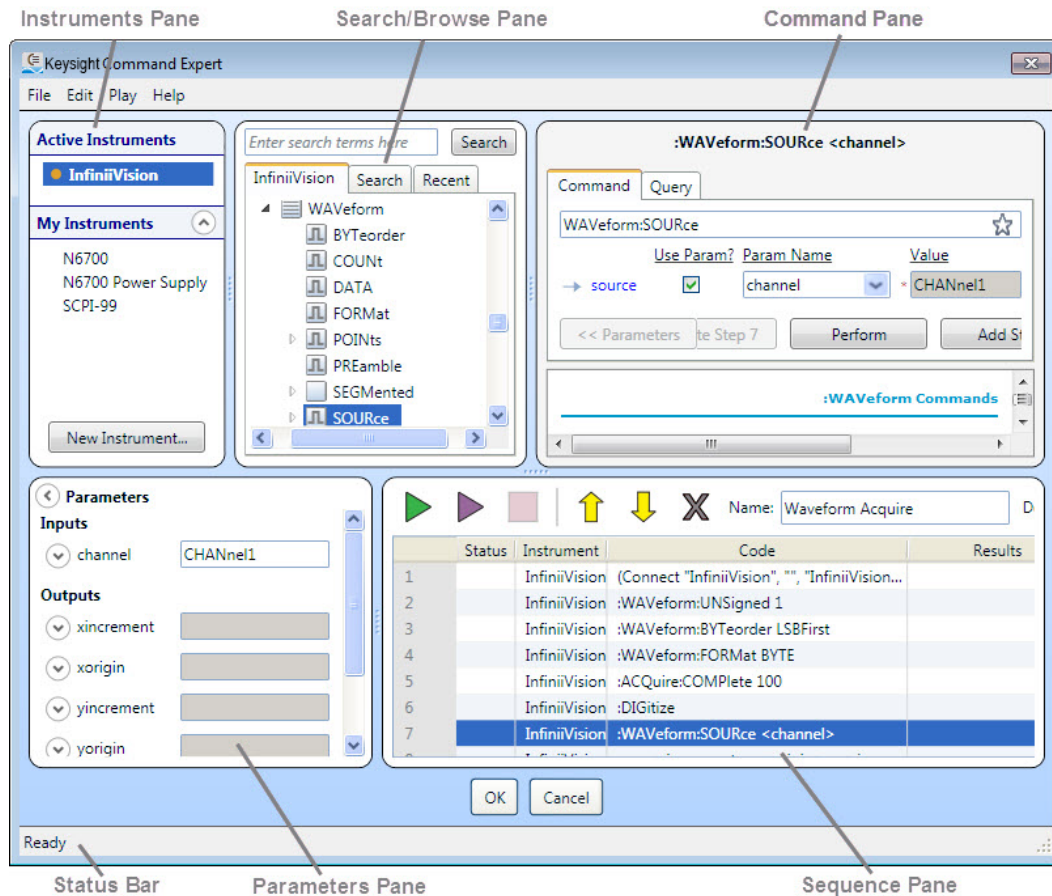 Instruments Pane
Search/Browse Pane
Command Pane
Keysight Command Expert
File Edit Play Help
Active Instruments
InfiniiVision
My Instruments
N6700
N6700 Power Supply
SCPI-99
New Instrument...
Enter search terms here Search
InfiniiVision Search Recent
WAVeform
BYTeorder
COUNt
DATA
FORMat
POINts
PREamble
SEGMented
SOURce
:WAVeform:SOURce <channel>
Command Query
WAVeform:SOURce
Use Param? Param Name Value
source channel * CHANnel1
<< Parameters te Step 7 Perform Add St
:WAVeform Commands
Parameters
Inputs
channel CHANnel1
Outputs
xincrement
xorigin
yincrement
yorigin
Name: Waveform Acquire D
Status Instrument Code Results
1 InfiniiVision (Connect "InfiniiVision", "", "InfiniiVision...
2 InfiniiVision :WAVeform:UNSigned 1
3 InfiniiVision :WAVeform:BYTeorder LSBFirst
4 InfiniiVision :WAVeform:FORMat BYTE
5 InfiniiVision :ACQuire:COMPlete 100
6 InfiniiVision :DIGitize
7 InfiniiVision :WAVeform:SOURce <channel>
OK Cancel
Ready
Status Bar
Parameters Pane
Sequence Pane